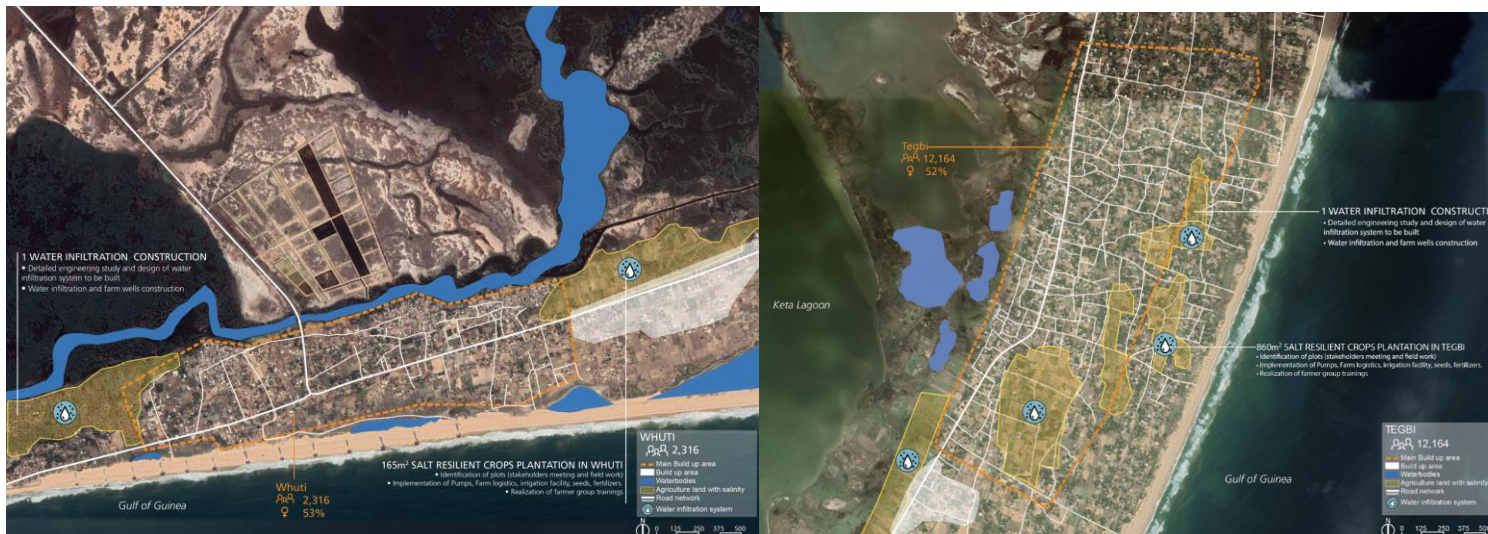 1 WATER INFILTRATION CONSTRUCTION
• Detailed engineering study and design of water
infiltration system to be built
• Water infiltration and farm wells construction
165m² SALT RESILIENT CROPS PLANTATION IN WHUTI
• Identification of plots (stakeholders meeting and field work)
• Implementation of Pumps, Farm logistics, irrigation facility, seeds, fertilizers.
• Realization of farmer group trainings
Whuti
2,316
♀ 53%
Gulf of Guinea
WHUTI
2,316
Main Build up area
Build up area
Waterbodies
Agriculture land with salinity
Road network
Water infiltration system
N
0 125 250 375 500
Tegbi
12,164
♀ 52%
Keta Lagoon
1 WATER INFILTRATION CONSTRUCTI
• Detailed engineering study and design of water
infiltration system to be built
• Water infiltration and farm wells construction
860m² SALT RESILIENT CROPS PLANTATION IN TEGBI
• Identification of plots (stakeholders meeting and field work)
• Implementation of Pumps, Farm logistics, irrigation facility, seeds, fertilizers.
• Realization of farmer group trainings
Gulf of Guinea
TEGBI
12,164
Main Build up area
Build up area
Waterbodies
Agriculture land with salinity
Road network
Water infiltration system
N
0 125 250 375 500